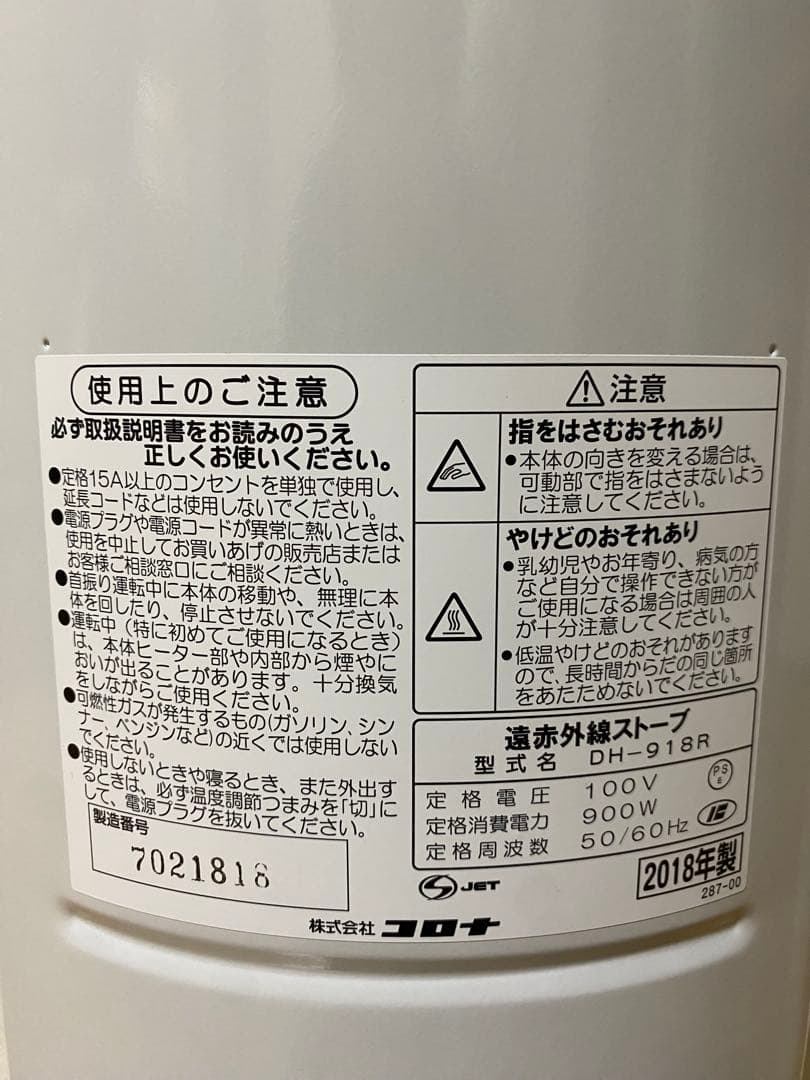 使用上のご注意
必ず取扱説明書をお読みのうえ
正しくお使いください。
●定格15A以上のコンセントを単独で使用し、
延長コードなどは使用しないでください。
●電源プラグや電源コードが異常に熱いときは、
使用を中止してお買いあげの販売店または
お客様ご相談窓口にご相談ください。
●首振り運転中に本体の移動や、無理に本
体を回したり、停止させないでください。
●運転中（特に初めてご使用になるとき）
は、本体ヒーター部や内部から煙やに
おいが出ることがあります。十分換気
をしながらご使用ください。
●可燃性ガスが発生するもの(ガソリン、シン
ナー、ベンジンなど)の近くでは使用しない
でください。
●使用しないときや寝るとき、また外出す
るときは、必ず温度調節つまみを「切」に
して、電源プラグを抜いてください。
製造番号
7021818
⚠注意
指をはさむおそれあり
●本体の向きを変える場合は、
可動部で指をはさまないよう
に注意してください。
やけどのおそれあり
●乳幼児やお年寄り、病気の方
など自分で操作できない方が
ご使用になる場合は周囲の人
が十分注意してください。
●低温やけどのおそれがあります
ので、長時間からだの同じ箇所
をあたためないでください。
遠赤外線ストーブ
型式名 DH-918R
定格電圧 100V
定格消費電力 900W
定格周波数 50/60Hz
PS
E
JET
2018年製
287-00
株式会社 コロナ